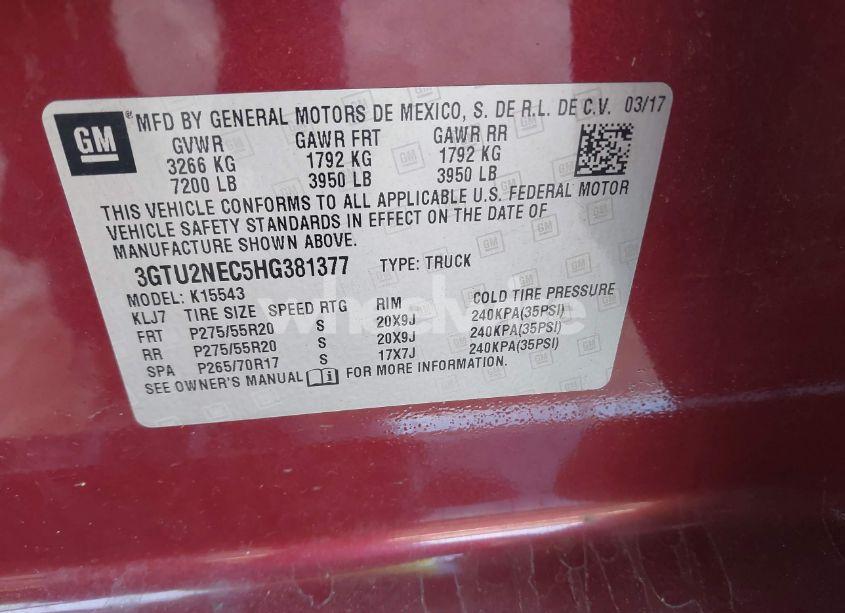 GM
® MFD BY GENERAL MOTORS DE MEXICO, S. DE R.L. DE C.V. 03/17
GVWR GAWR FRT GAWR RR
3266 KG 1792 KG 1792 KG
7200 LB 3950 LB 3950 LB
THIS VEHICLE CONFORMS TO ALL APPLICABLE U.S. FEDERAL MOTOR
VEHICLE SAFETY STANDARDS IN EFFECT ON THE DATE OF
MANUFACTURE SHOWN ABOVE.
3GTU2NEC5HG381377 TYPE: TRUCK
MODEL: K15543
KLJ7 TIRE SIZE SPEED RTG RIM COLD TIRE PRESSURE
FRT P275/55R20 S 20X9J 240KPA(35PSI)
RR P275/55R20 S 20X9J 240KPA(35PSI)
SPA P265/70R17 S 17X7J 240KPA(35PSI)
SEE OWNER'S MANUAL FOR MORE INFORMATION.